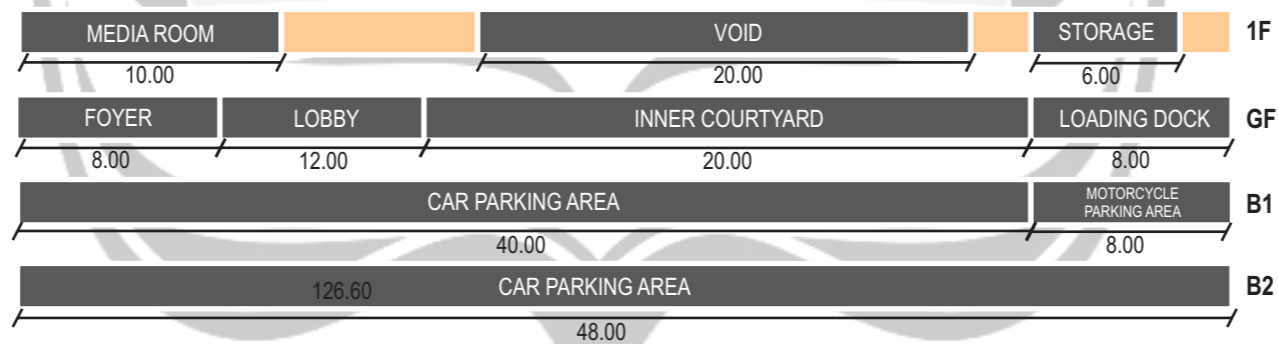 MEDIA ROOM VOID STORAGE 1F
10.00 20.00 6.00
FOYER LOBBY INNER COURTYARD LOADING DOCK GF
8.00 12.00 20.00 8.00
CAR PARKING AREA MOTORCYCLE PARKING AREA B1
40.00 8.00
126.60 CAR PARKING AREA B2
48.00